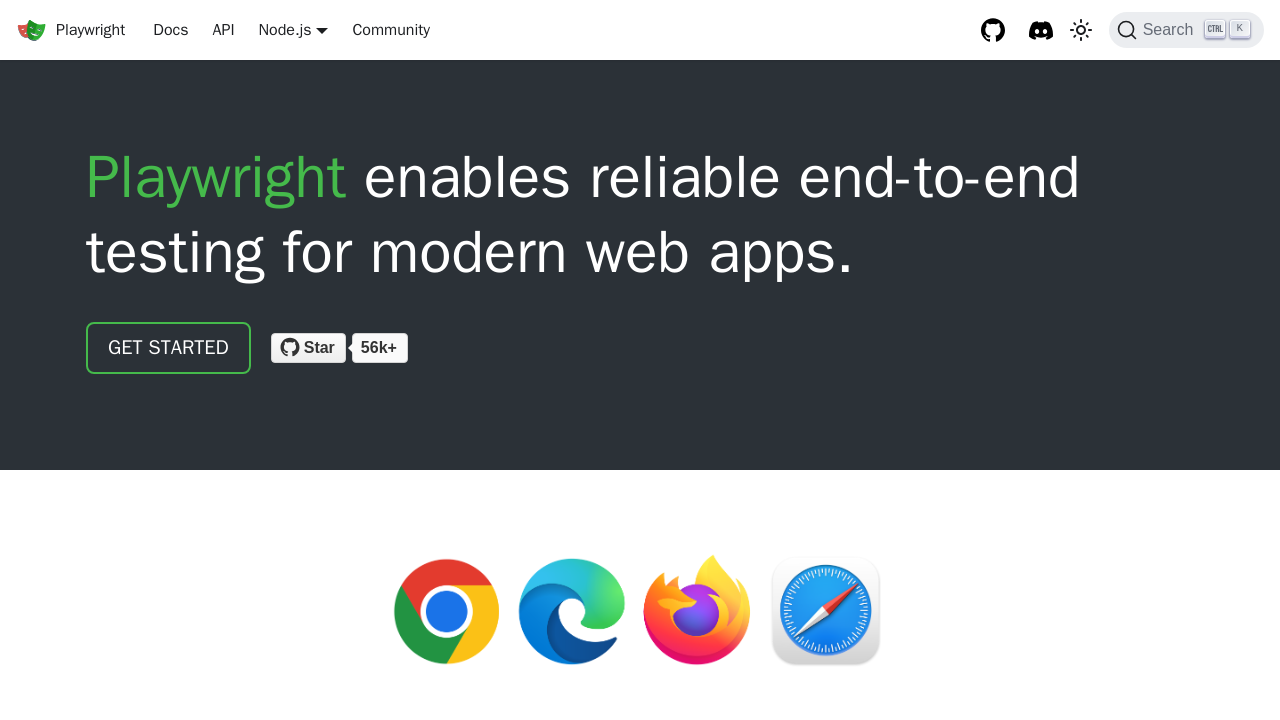 Playwright Docs API Node.js Community Search CTRL K
Playwright enables reliable end-to-end
testing for modern web apps.
GET STARTED Star 56k+